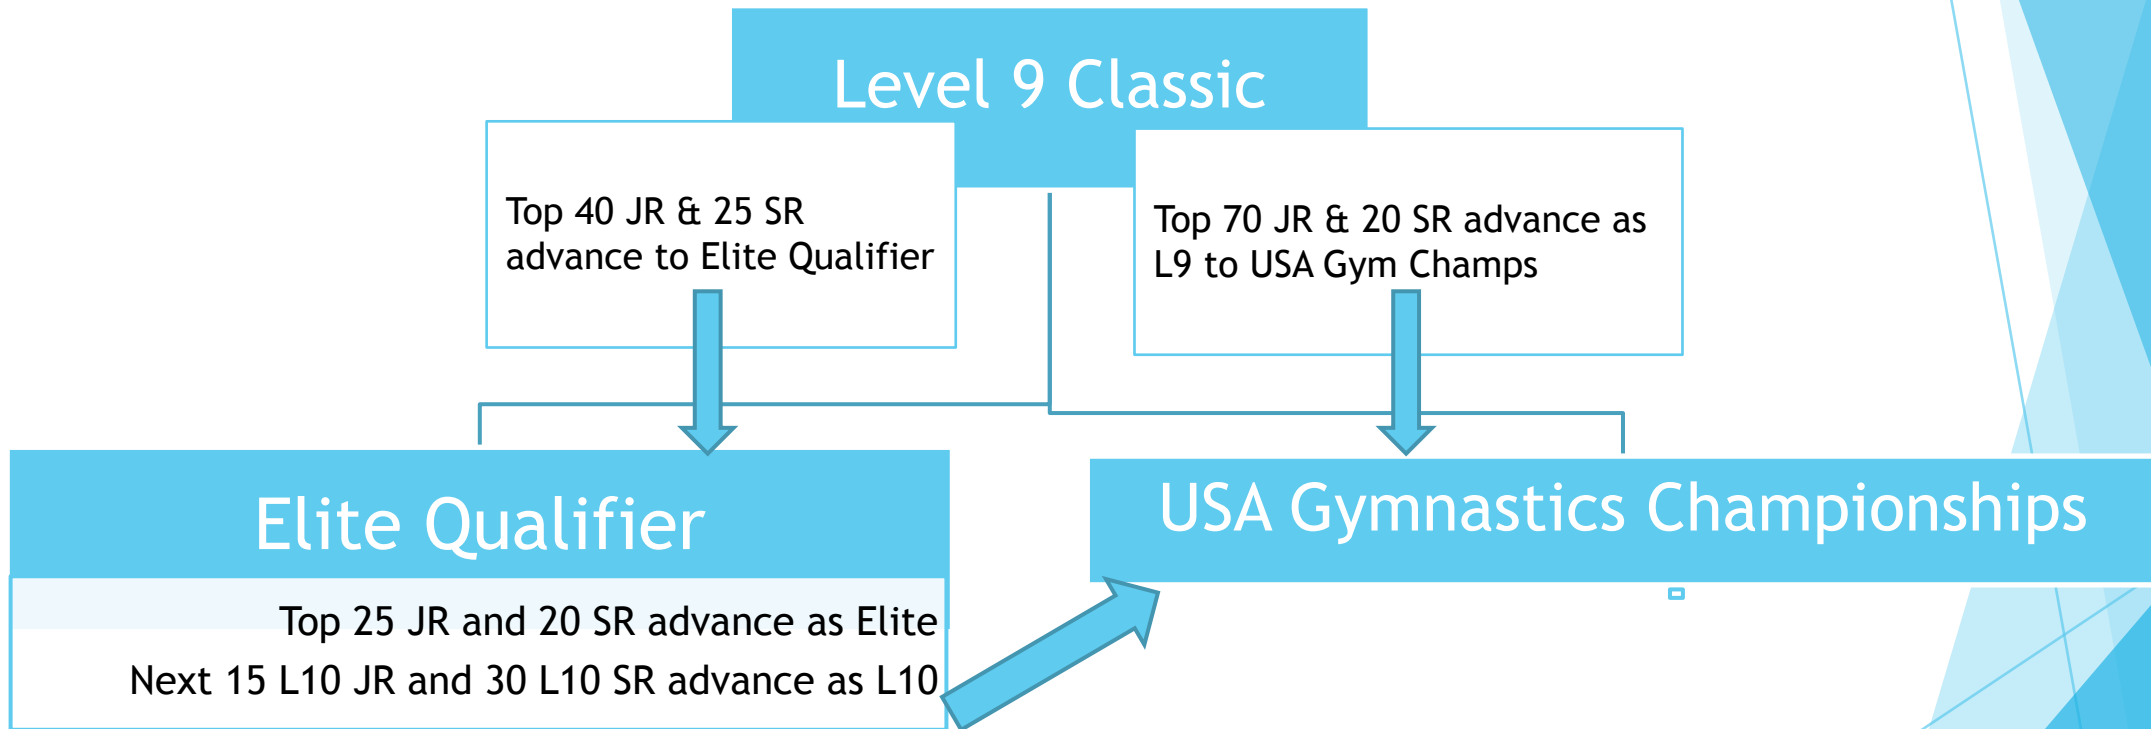 Level 9 Classic
Top 40 JR & 25 SR
advance to Elite Qualifier
Top 70 JR & 20 SR advance as
L9 to USA Gym Champs
Elite Qualifier
Top 25 JR and 20 SR advance as Elite
Next 15 L10 JR and 30 L10 SR advance as L10
USA Gymnastics Championships